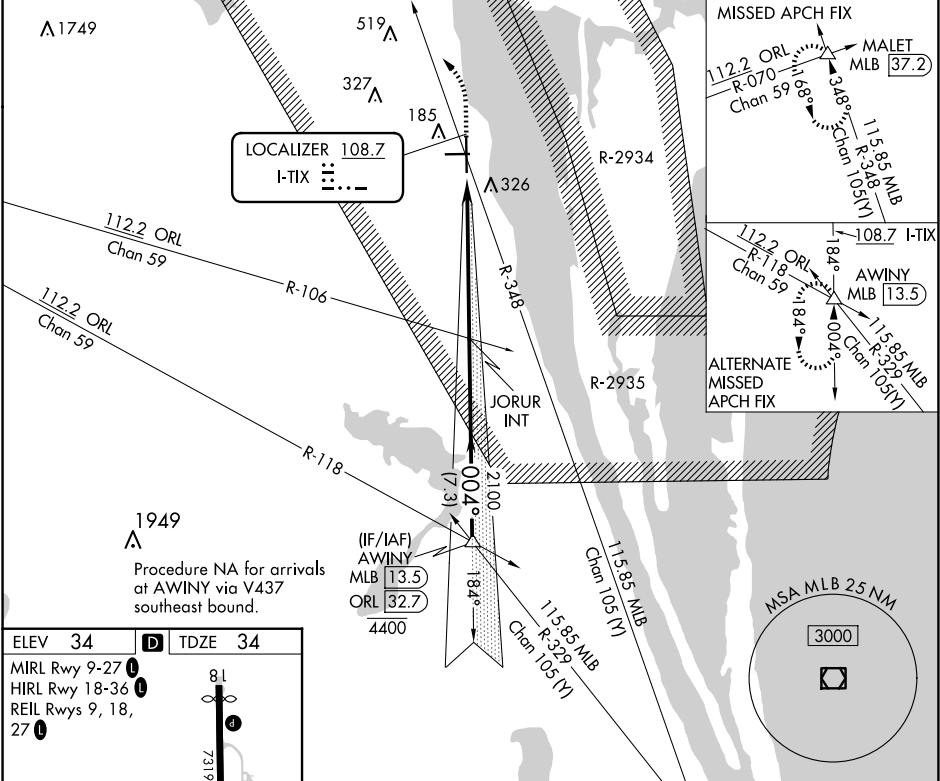 1749
519
327
185
LOCALIZER 108.7
I-TIX
326
R-2934
R-2935
112.2 ORL
Chan 59
R-106
112.2 ORL
Chan 59
R-118
R-348
JORUR
INT
2100
004°
(7.3)
184°
(IF/IAF)
AWINY
MLB 13.5
ORL 32.7
4400
1949
Procedure NA for arrivals
at AWINY via V437
southeast bound.
115.85 MLB
R-329
Chan 105 (Y)
115.85 MLB
Chan 105 (Y)
MISSED APCH FIX
MALET
MLB 37.2
112.2 ORL
R-070
Chan 59
168°
348°
115.85 MLB
R-348
Chan 105(Y)
108.7 I-TIX
112.2 ORL
R-118
Chan 59
184°
AWINY
MLB 13.5
184°
004°
115.85 MLB
R-329
Chan 105(Y)
ALTERNATE
MISSED
APCH FIX
MSA MLB 25 NM
3000
ELEV 34 D TDZE 34
MIRL Rwy 9-27 L
HIRL Rwy 18-36 L
REIL Rwys 9, 18,
27 L
18
P
7319